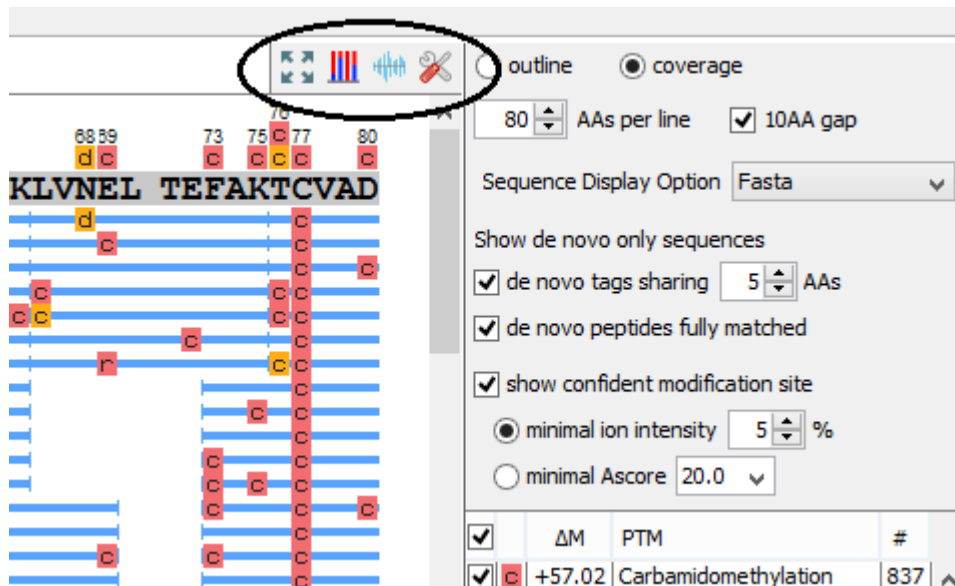 outline coverage
80 AAs per line 10AA gap
76
68 59 73 75 77 80
c
d c c c c c c
KLVNEL TEFAKTCVAD
Sequence Display Option Fasta
d c
c c
c c
Show de novo only sequences
c c c
de novo tags sharing 5 AAs
c c c c
c c
de novo peptides fully matched
r c c
c
show confident modification site
c c
c
minimal ion intensity 5 %
c c
c c c
minimal Ascore 20.0
c c c
c
ΔM PTM #
c c c
c +57.02 Carbamidomethylation 837
c